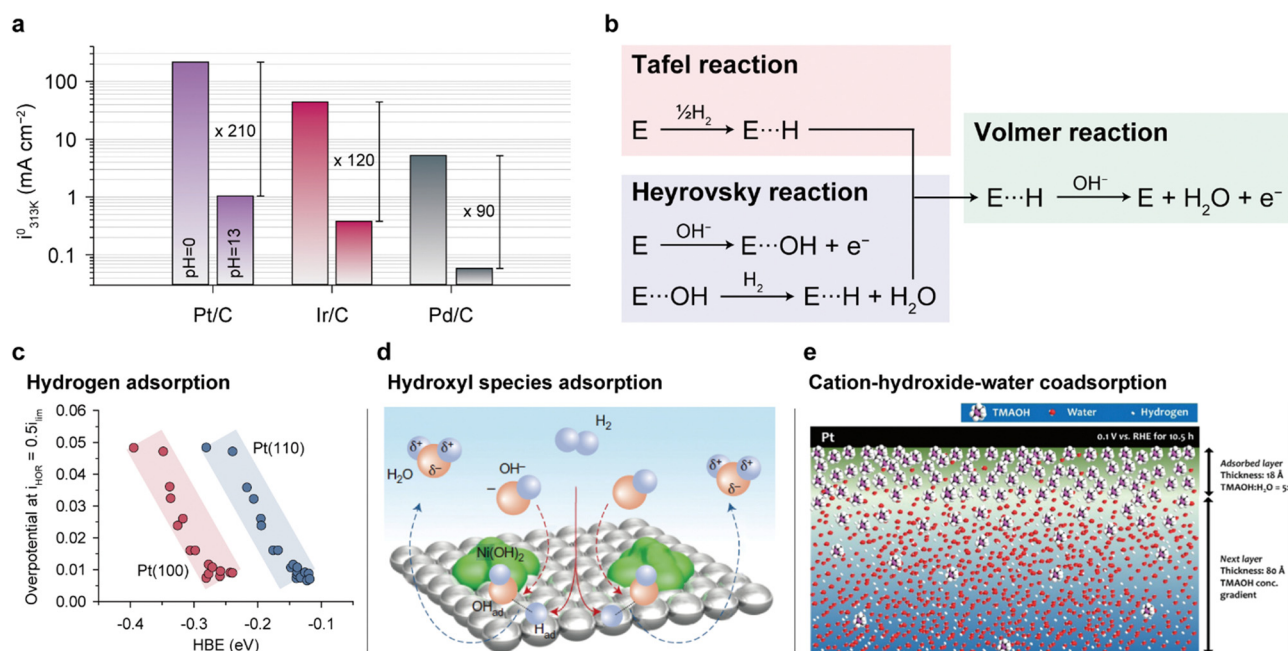 a
i⁰313K (mA cm⁻²)
100
10
1
0.1
x 210
x 120
x 90
pH=0
pH=13
Pt/C
Ir/C
Pd/C
b
Tafel reaction
E ½H₂ E···H
Heyrovsky reaction
E OH⁻ E···OH + e⁻
E···OH H₂ E···H + H₂O
Volmer reaction
E···H OH⁻ E + H₂O + e⁻
c
Hydrogen adsorption
Overpotential at iHOR = 0.5ilim
0.06
0.05
0.04
0.03
0.02
0.01
0.00
Pt(110)
Pt(100)
-0.4
-0.3
-0.2
-0.1
HBE (eV)
d
Hydroxyl species adsorption
H₂
δ⁺
δ⁺
δ⁻
H₂O
OH⁻
−
δ⁺
δ⁺
δ⁻
Ni(OH)₂
OHad
Had
e
Cation-hydroxide-water coadsorption
TMAOH
Water
Hydrogen
Pt
0.1 V vs. RHE for 10.5 h
Adsorbed layer
Thickness: 18 Å
Next layer
Thickness: 80 Å
TMAOH conc.
gradient